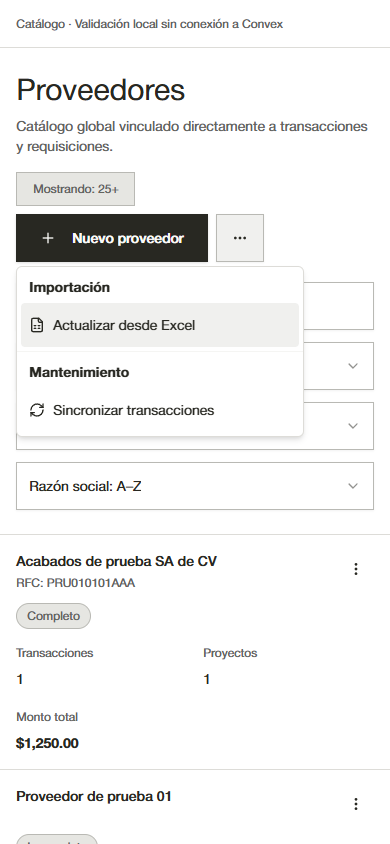 Catálogo · Validación local sin conexión a Convex
Proveedores
Catálogo global vinculado directamente a transacciones
y requisiciones.
Mostrando: 25+
Nuevo proveedor
Importación
Actualizar desde Excel
Mantenimiento
Sincronizar transacciones
Razón social: A–Z
Acabados de prueba SA de CV
RFC: PRU010101AAA
Completo
Transacciones
Proyectos
1
1
Monto total
$1,250.00
Proveedor de prueba 01